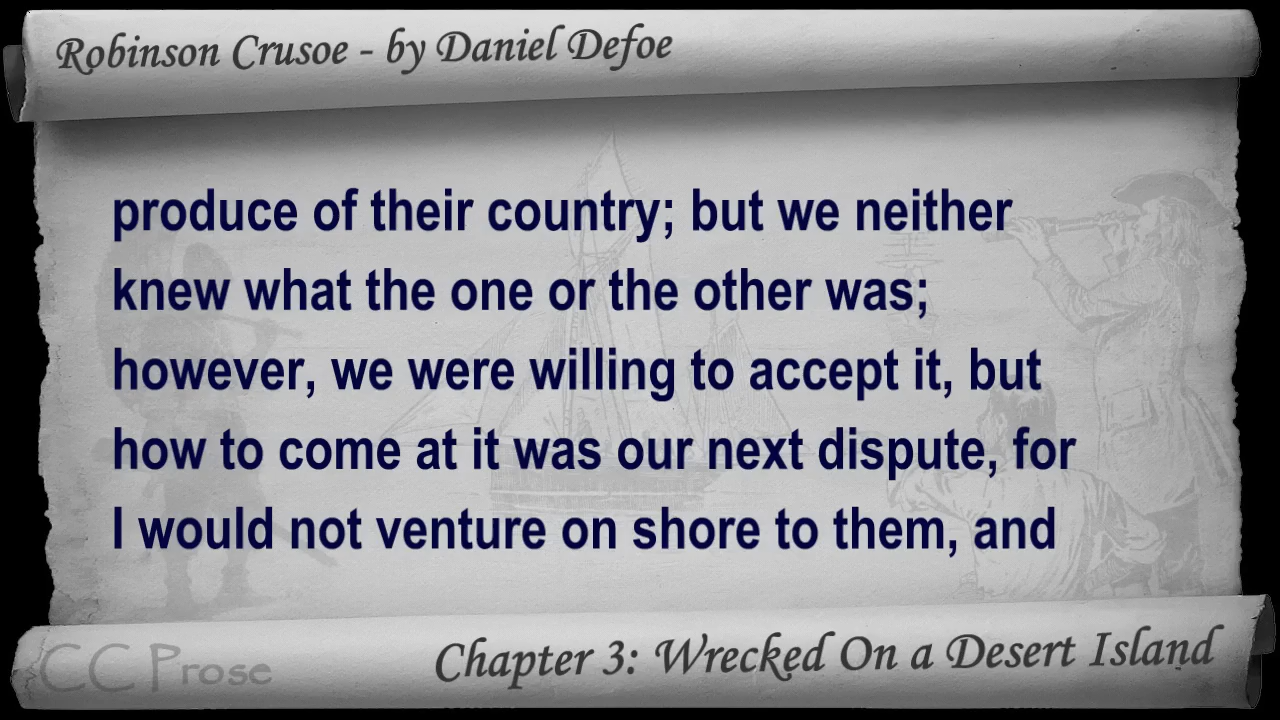 Robinson Crusoe - by Daniel Defoe
produce of their country; but we neither
knew what the one or the other was;
however, we were willing to accept it, but
how to come at it was our next dispute, for
I would not venture on shore to them, and
Chapter 3: Wrecked On a Desert Island
CC Prose